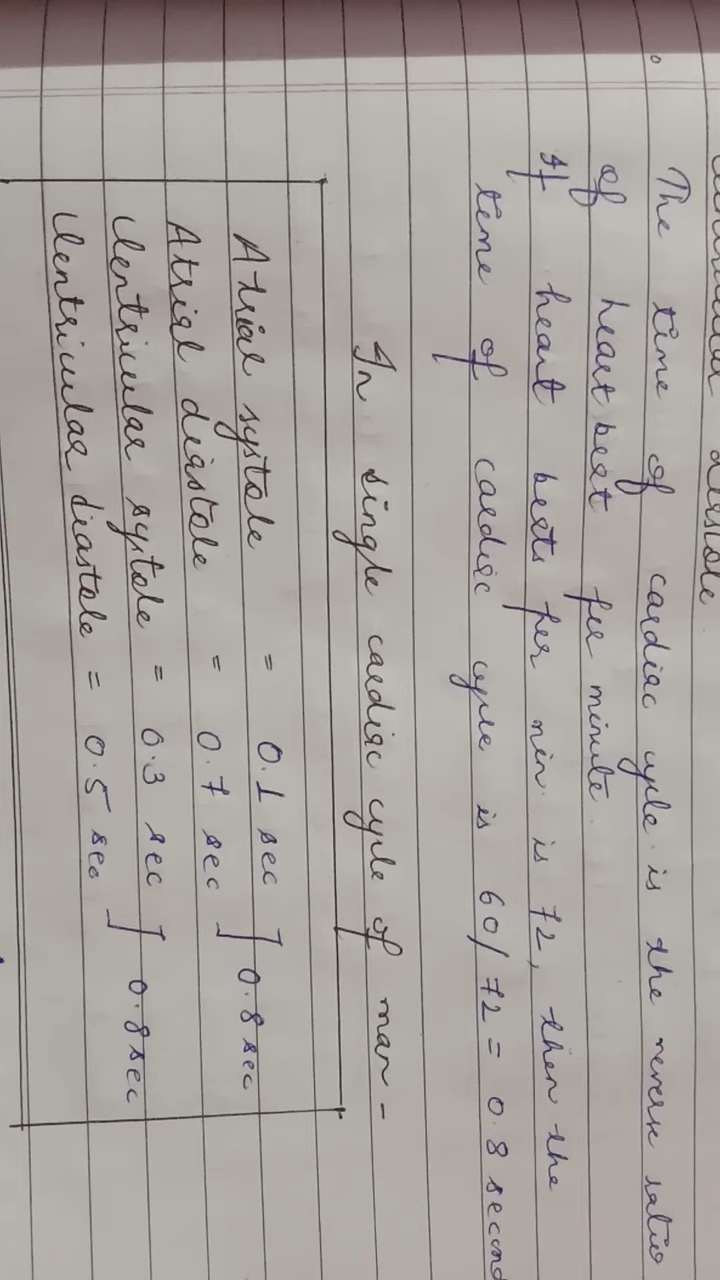 diastole.
The time of cardiac cycle is the reverse ratio
of heart beat per minute.
If heart beats per min. is 72, then the
time of cardiac cycle is 60/72 = 0.8 second
In single cardiac cycle of man -
Atrial systole = 0.1 sec
Atrial diastole = 0.7 sec ] 0.8 sec
Ventricular systole = 0.3 sec
Ventricular diastole = 0.5 sec ] 0.8 sec